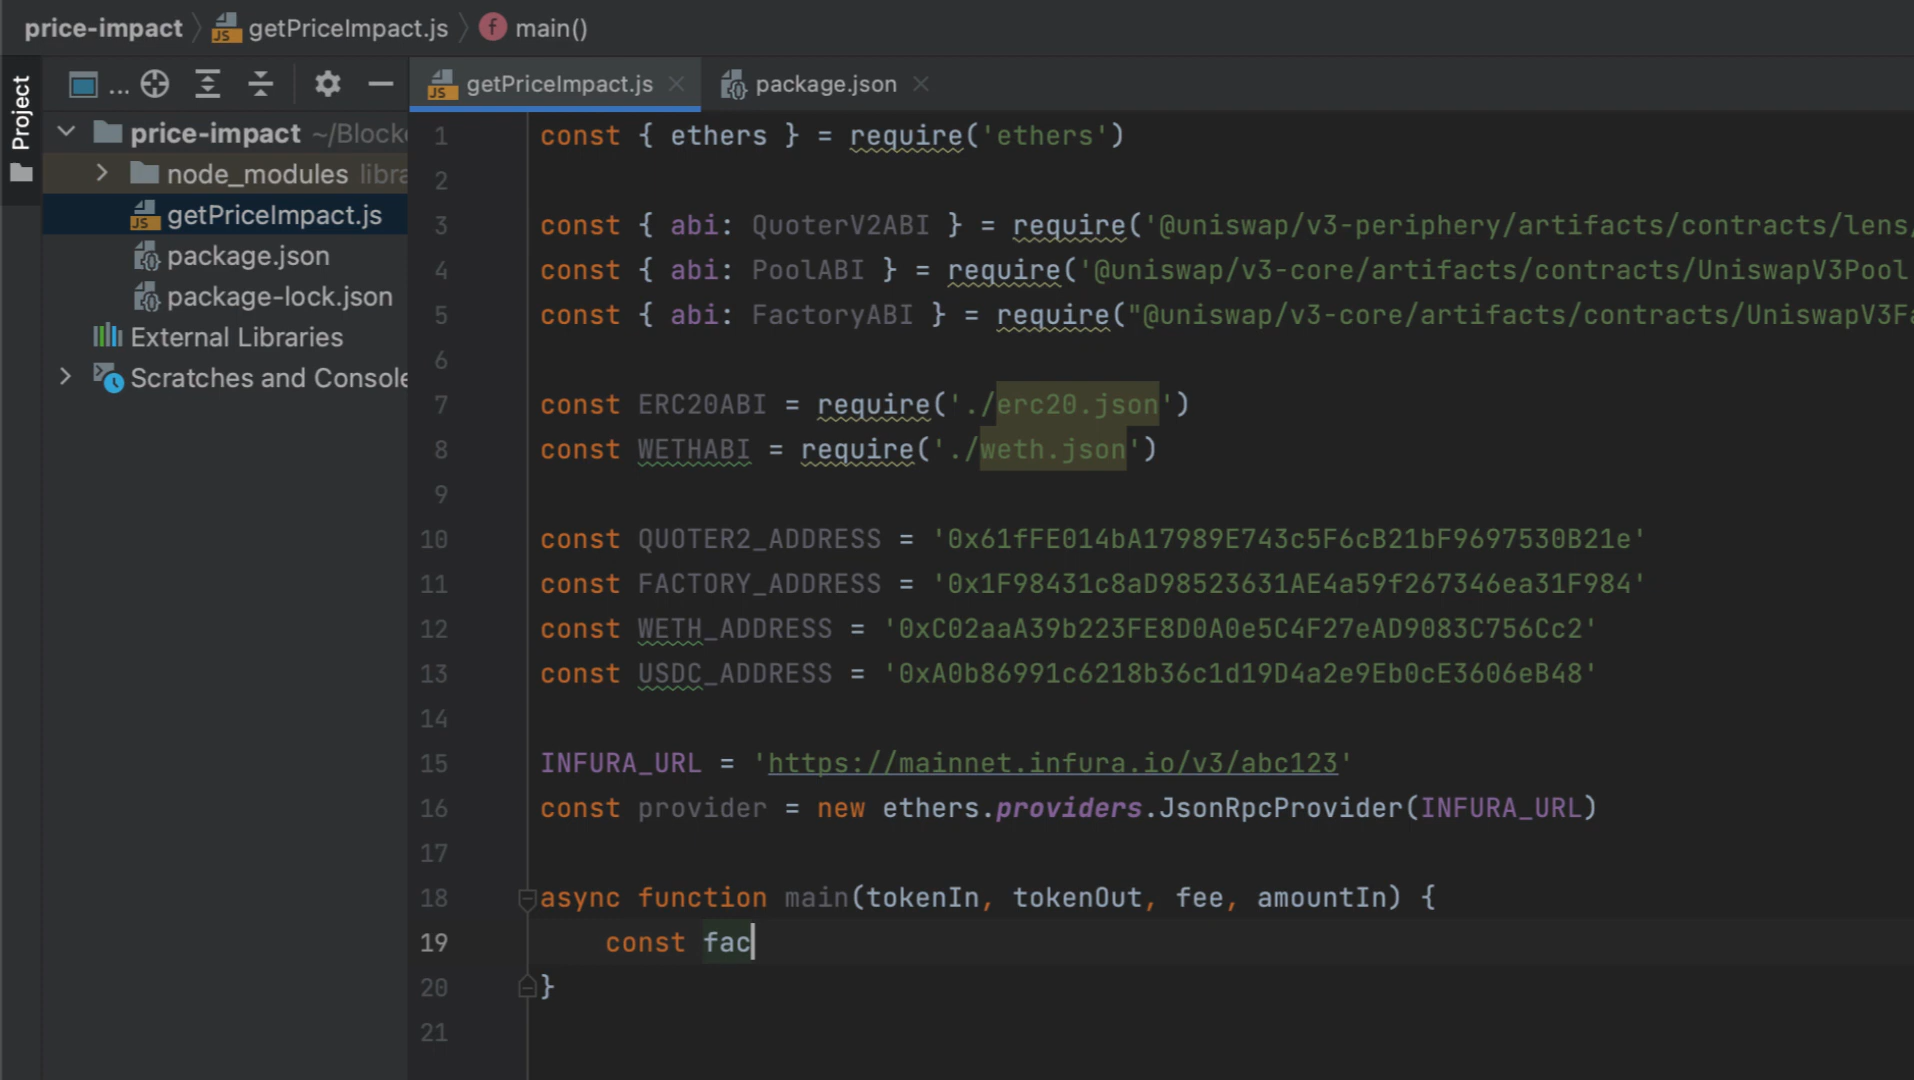 price-impact getPriceImpact.js f main()
Project
... getPriceImpact.js package.json
price-impact ~/Blocke
node_modules libra
getPriceImpact.js
package.json
package-lock.json
External Libraries
Scratches and Console
1 const { ethers } = require('ethers')
2
3 const { abi: QuoterV2ABI } = require('@uniswap/v3-periphery/artifacts/contracts/lens/
4 const { abi: PoolABI } = require('@uniswap/v3-core/artifacts/contracts/UniswapV3Pool
5 const { abi: FactoryABI } = require("@uniswap/v3-core/artifacts/contracts/UniswapV3Fa
6
7 const ERC20ABI = require('./erc20.json')
8 const WETHABI = require('./weth.json')
9
10 const QUOTER2_ADDRESS = '0x61fFE014bA17989E743c5F6cB21bF9697530B21e'
11 const FACTORY_ADDRESS = '0x1F98431c8aD98523631AE4a59f267346ea31F984'
12 const WETH_ADDRESS = '0xC02aaA39b223FE8D0A0e5C4F27eAD9083C756Cc2'
13 const USDC_ADDRESS = '0xA0b86991c6218b36c1d19D4a2e9Eb0cE3606eB48'
14
15 INFURA_URL = 'https://mainnet.infura.io/v3/abc123'
16 const provider = new ethers.providers.JsonRpcProvider(INFURA_URL)
17
18 async function main(tokenIn, tokenOut, fee, amountIn) {
19 const fac
20 }
21